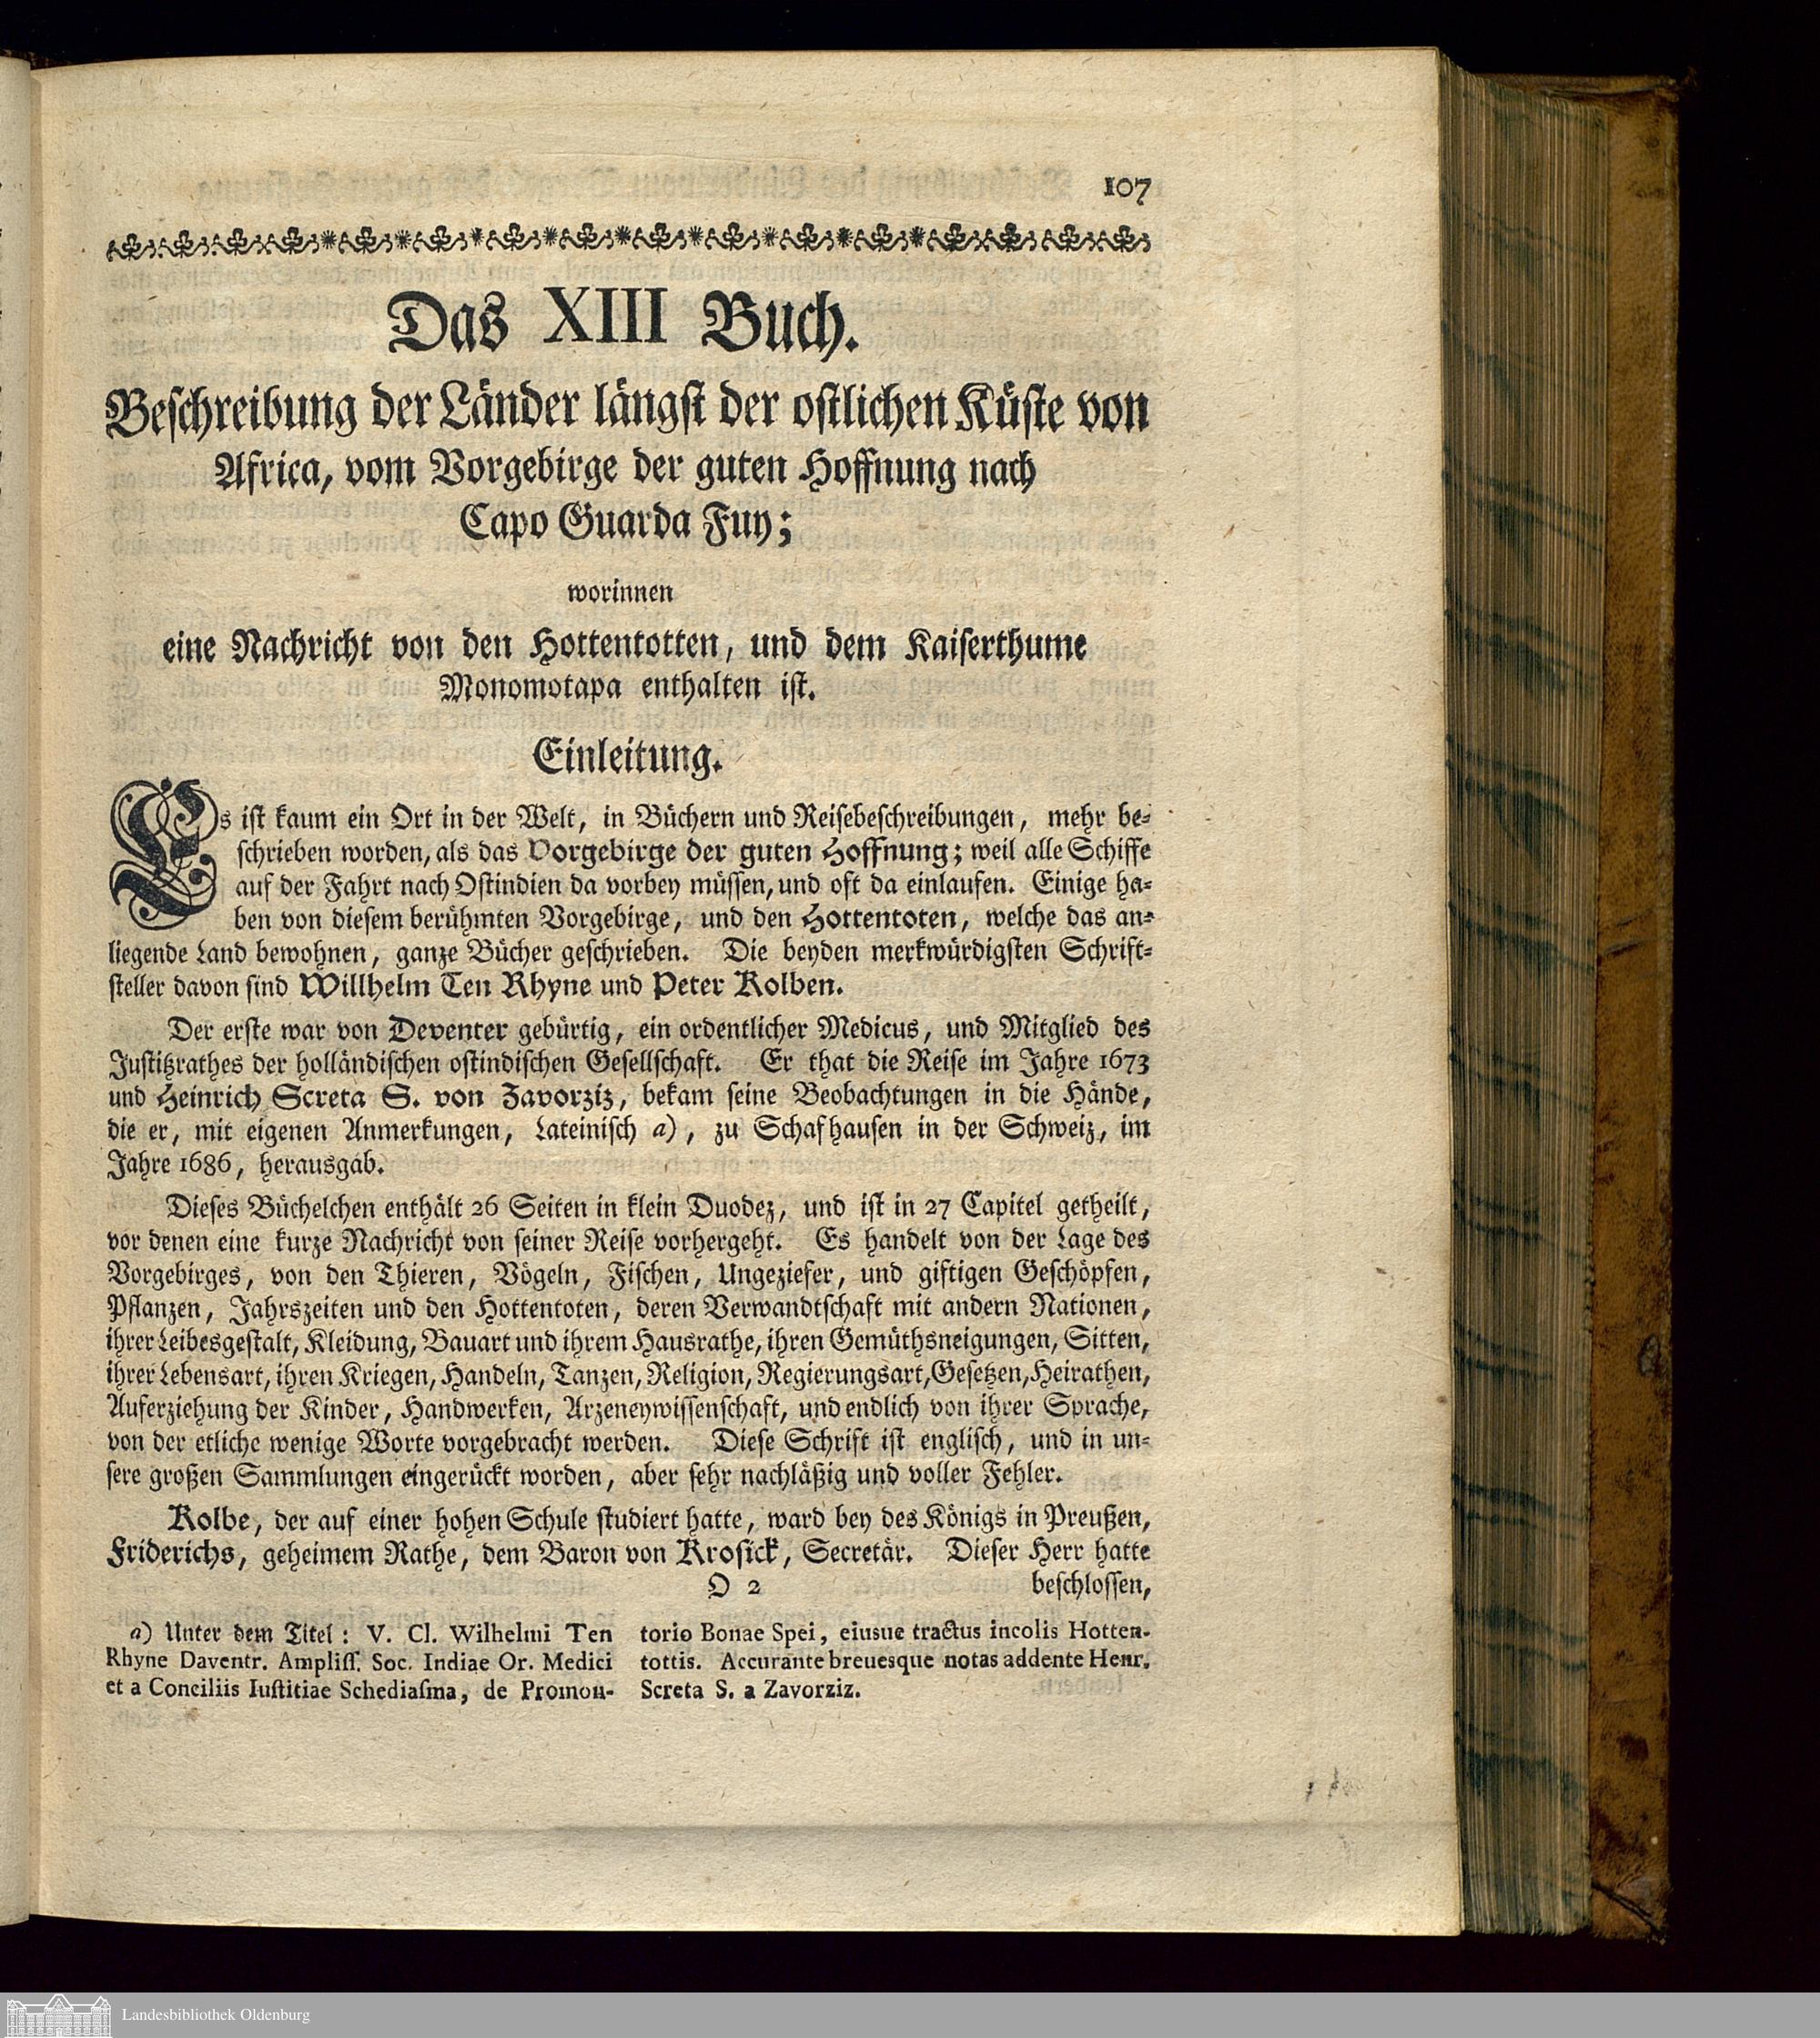 107
Das XIII Buch.
Beschreibung der Länder längst der ostlichen Küste von
Africa, vom Vorgebirge der guten Hoffnung nach
Capo Guarda Fuy;
worinnen
eine Nachricht von den Hottentotten, und dem Kaiserthume
Monomotapa enthalten ist.
Einleitung.
Es ist kaum ein Ort in der Welt, in Büchern und Reisebeschreibungen, mehr be-
schrieben worden, als das Vorgebirge der guten Hoffnung; weil alle Schiffe
auf der Fahrt nach Ostindien da vorbey müssen, und oft da einlaufen. Einige ha-
ben von diesem berühmten Vorgebirge, und den Hottentoten, welche das an-
liegende Land bewohnen, ganze Bücher geschrieben. Die beyden merkwürdigsten Schrift-
steller davon sind Willhelm Ten Rhyne und Peter Kolben.
Der erste war von Deventer gebürtig, ein ordentlicher Medicus, und Mitglied des
Justitzrathes der holländischen ostindischen Gesellschaft. Er that die Reise im Jahre 1673
und Heinrich Screta S. von Zavorziz, bekam seine Beobachtungen in die Hände,
die er, mit eigenen Anmerkungen, Lateinisch a), zu Schafhausen in der Schweiz, im
Jahre 1686, herausgab.
Dieses Büchelchen enthält 26 Seiten in klein Duodez, und ist in 27 Capitel getheilt,
vor denen eine kurze Nachricht von seiner Reise vorhergeht. Es handelt von der Lage des
Vorgebirges, von den Thieren, Vögeln, Fischen, Ungeziefer, und giftigen Geschöpfen,
Pflanzen, Jahrszeiten und den Hottentoten, deren Verwandtschaft mit andern Nationen,
ihrer Leibesgestalt, Kleidung, Bauart und ihrem Hausrathe, ihren Gemüthsneigungen, Sitten,
ihrer Lebensart, ihren Kriegen, Handeln, Tanzen, Religion, Regierungsart, Gesetzen, Heirathen,
Auferziehung der Kinder, Handwerken, Arzeneywissenschaft, und endlich von ihrer Sprache,
von der etliche wenige Worte vorgebracht werden. Diese Schrift ist englisch, und in un-
sere großen Sammlungen eingerückt worden, aber sehr nachläßig und voller Fehler.
Kolbe, der auf einer hohen Schule studiert hatte, ward bey des Königs in Preußen,
Friderichs, geheimem Rathe, dem Baron von Krosick, Secretär. Dieser Herr hatte
O 2 beschlossen,
a) Unter dem Titel: V. Cl. Wilhelmi Ten
Rhyne Daventr. Ampliss. Soc. Indiae Or. Medici
et a Conciliis Iustitiae Schediasma, de Promon-
torio Bonae Spei, eiusue tractus incolis Hotten-
tottis. Accurante breuesque notas addente Henr.
Screta S. a Zavorziz.
Landesbibliothek Oldenburg